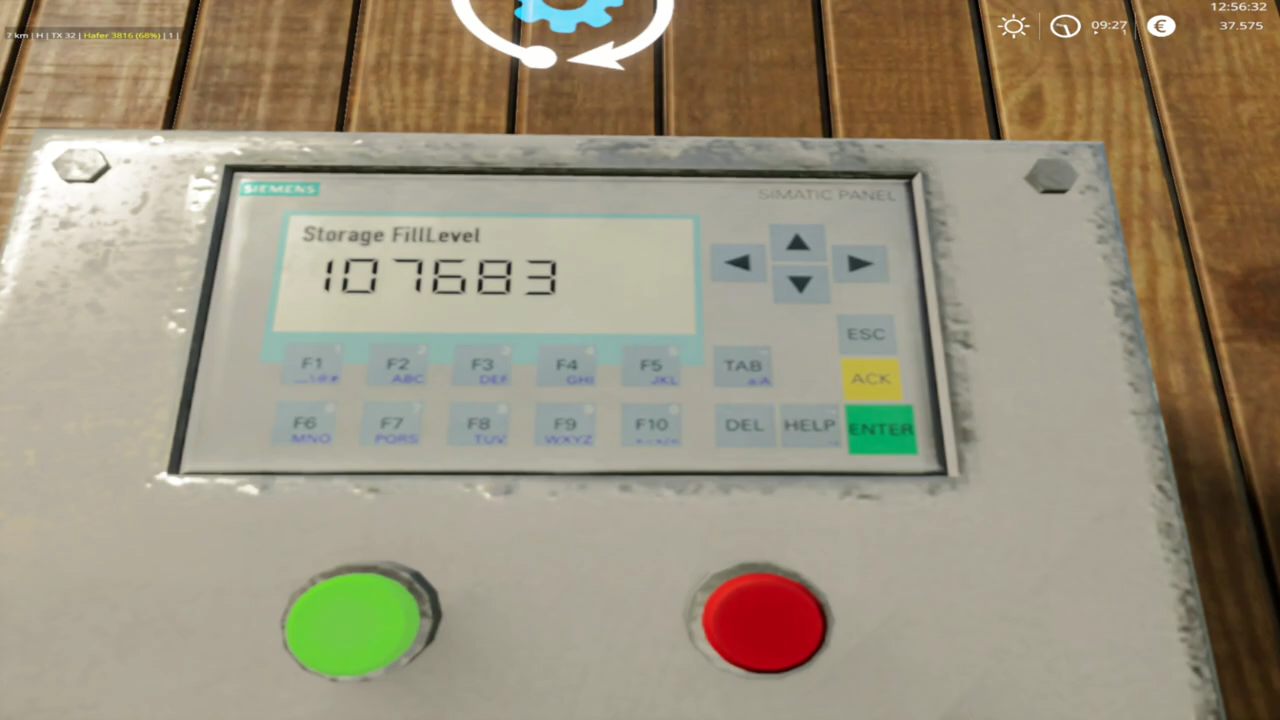 12:56:32
7 km | H | TX 32 | Hafer 3816 (68%) | 1 |
09:27
37.575
SIEMENS
SIMATIC PANEL
Storage FillLevel
107683
ESC
F1 F2 F3 F4 F5 TAB
ABC DEF GHI JKL aA
ACK
F6 F7 F8 F9 F10 DEL HELP ENTER
MNO PQRS TUV WXYZ